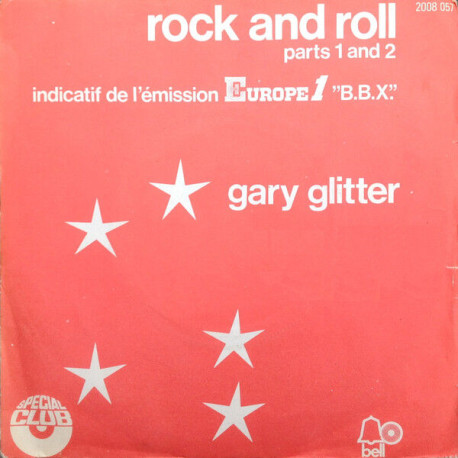 2008 057
rock and roll
parts 1 and 2
indicatif de l'émission EUROPE 1 "B.B.X."
gary glitter
SPECIAL
CLUB
bell